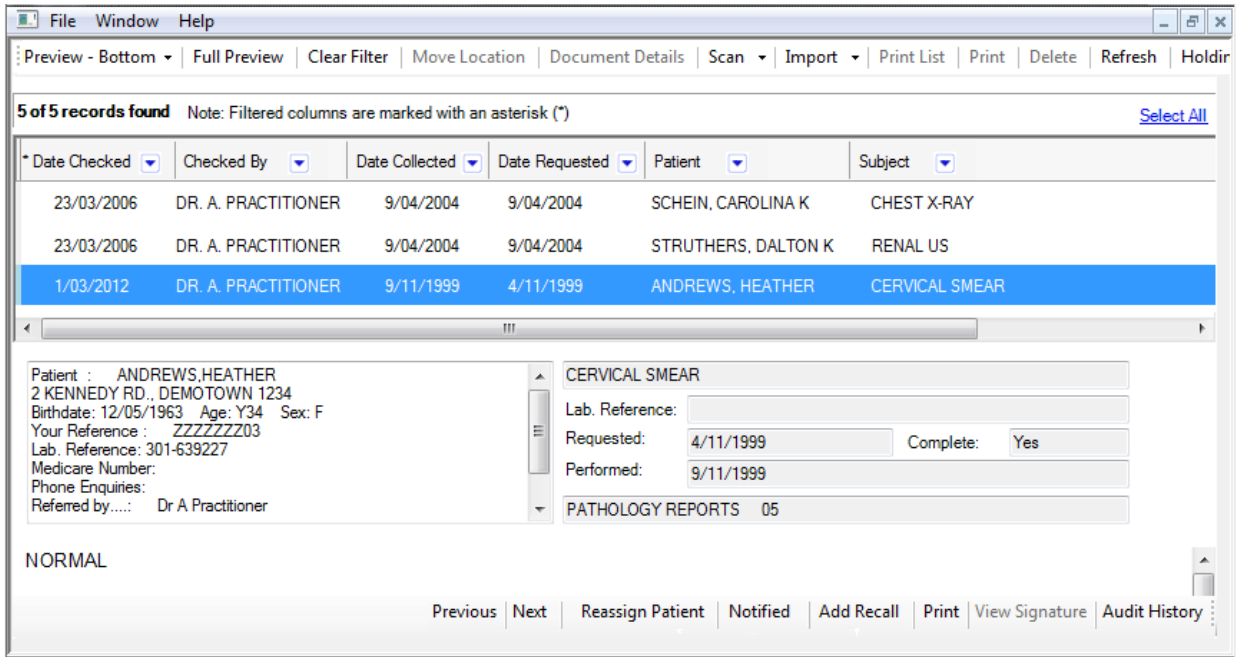 File Window Help
Preview - Bottom Full Preview Clear Filter Move Location Document Details Scan Import Print List Print Delete Refresh Holdin
5 of 5 records found Note: Filtered columns are marked with an asterisk (*) Select All
* Date Checked Checked By Date Collected Date Requested Patient Subject
23/03/2006 DR. A. PRACTITIONER 9/04/2004 9/04/2004 SCHEIN, CAROLINA K CHEST X-RAY
23/03/2006 DR. A. PRACTITIONER 9/04/2004 9/04/2004 STRUTHERS, DALTON K RENAL US
1/03/2012 DR. A. PRACTITIONER 9/11/1999 4/11/1999 ANDREWS, HEATHER CERVICAL SMEAR
Patient : ANDREWS,HEATHER
2 KENNEDY RD., DEMOTOWN 1234
Birthdate: 12/05/1963 Age: Y34 Sex: F
Your Reference : ZZZZZZZ03
Lab. Reference: 301-639227
Medicare Number:
Phone Enquiries:
Referred by....: Dr A Practitioner
CERVICAL SMEAR
Lab. Reference:
Requested: 4/11/1999 Complete: Yes
Performed: 9/11/1999
PATHOLOGY REPORTS 05
NORMAL
Previous Next Reassign Patient Notified Add Recall Print View Signature Audit History